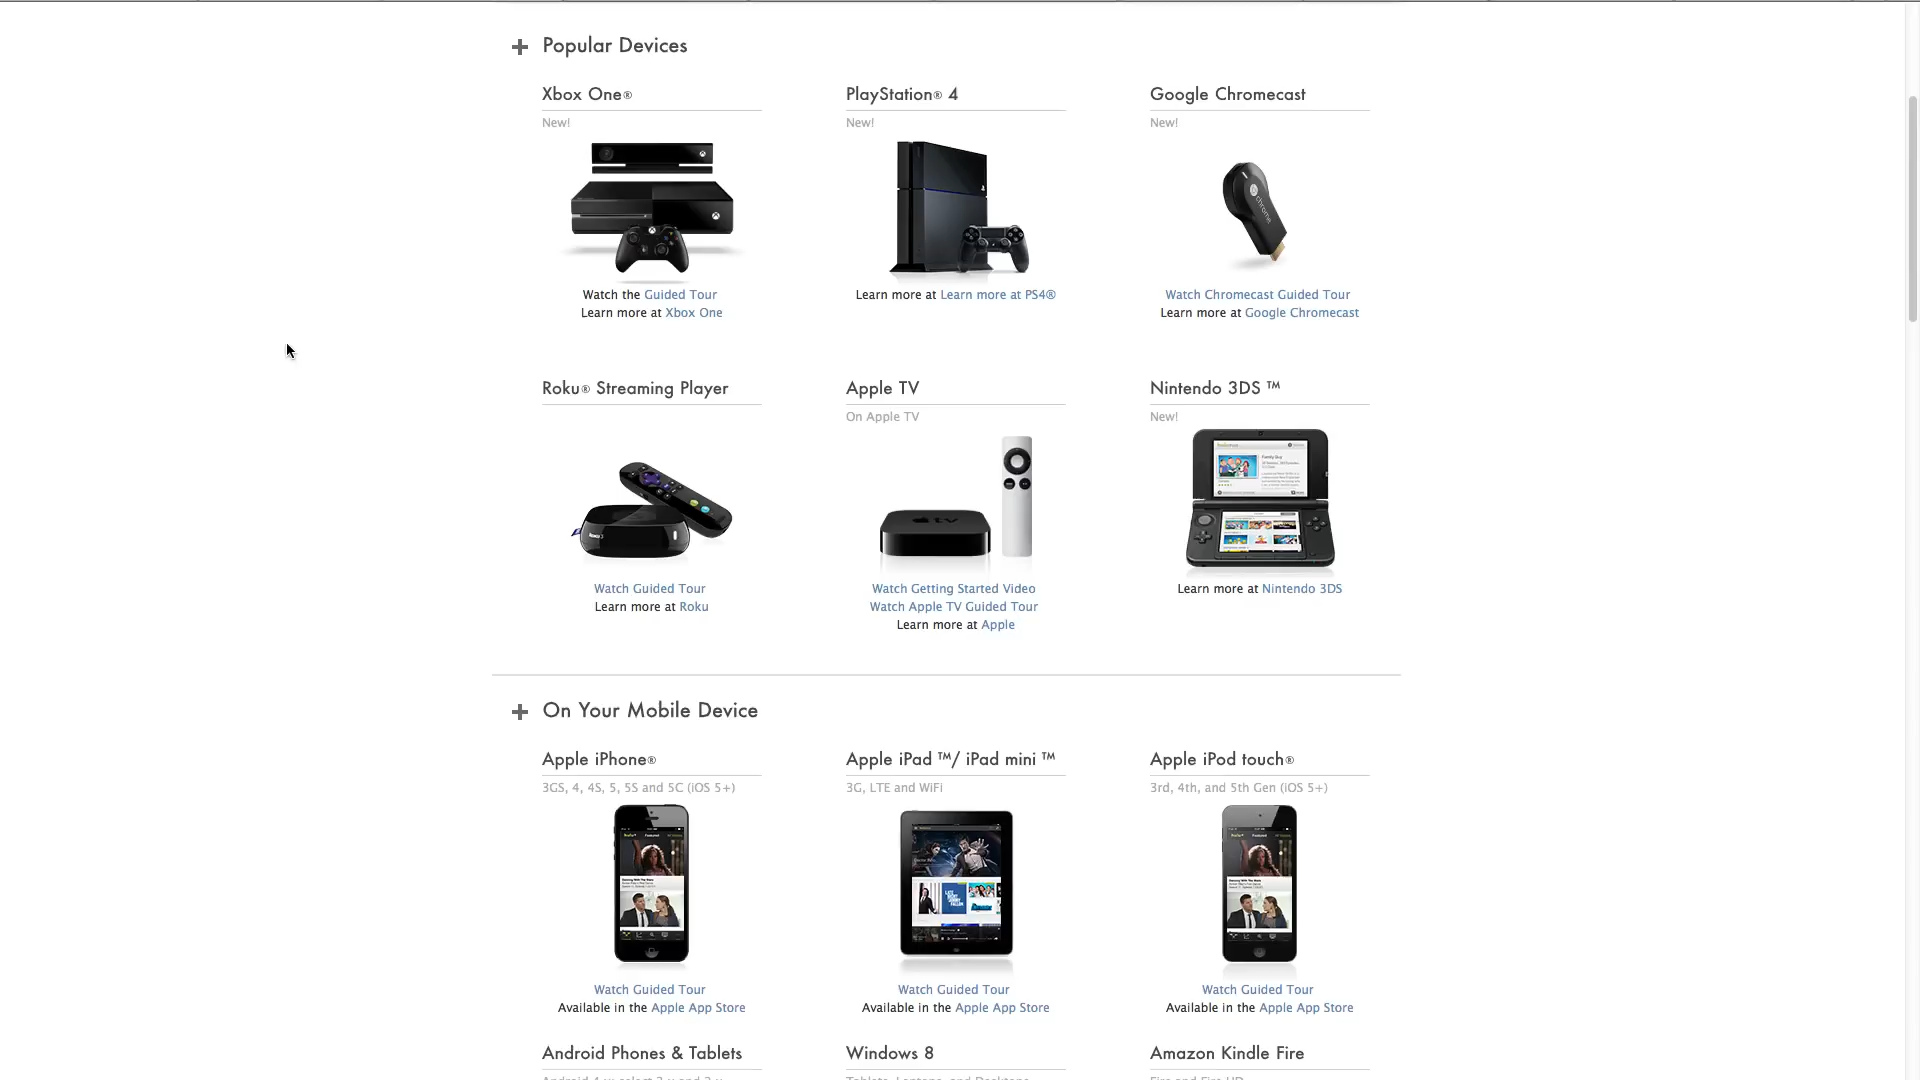 Popular Devices
Xbox One®
New!
Watch the Guided Tour
Learn more at Xbox One
PlayStation® 4
New!
Learn more at Learn more at PS4®
Google Chromecast
New!
chrome
Watch Chromecast Guided Tour
Learn more at Google Chromecast
Roku® Streaming Player
Watch Guided Tour
Learn more at Roku
Apple TV
On Apple TV
tv
Watch Getting Started Video
Watch Apple TV Guided Tour
Learn more at Apple
Nintendo 3DS ™
New!
Family Guy
Learn more at Nintendo 3DS
On Your Mobile Device
Apple iPhone®
3GS, 4, 4S, 5, 5S and 5C (iOS 5+)
Watch Guided Tour
Available in the Apple App Store
Apple iPad ™/ iPad mini ™
3G, LTE and WiFi
Watch Guided Tour
Available in the Apple App Store
Apple iPod touch®
3rd, 4th, and 5th Gen (iOS 5+)
Watch Guided Tour
Available in the Apple App Store
Android Phones & Tablets
Windows 8
Amazon Kindle Fire